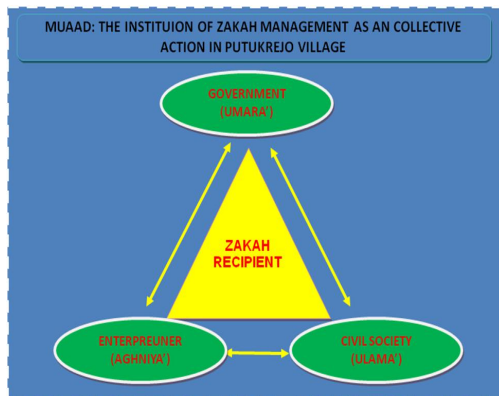 MUAAD: THE INSTITUION OF ZAKAH MANAGEMENT AS AN COLLECTIVE
ACTION IN PUTUKREJO VILLAGE
GOVERNMENT
(UMARA')
ZAKAH
RECIPIENT
ENTERPREUNER
(AGHNIYA')
CIVIL SOCIETY
(ULAMA')